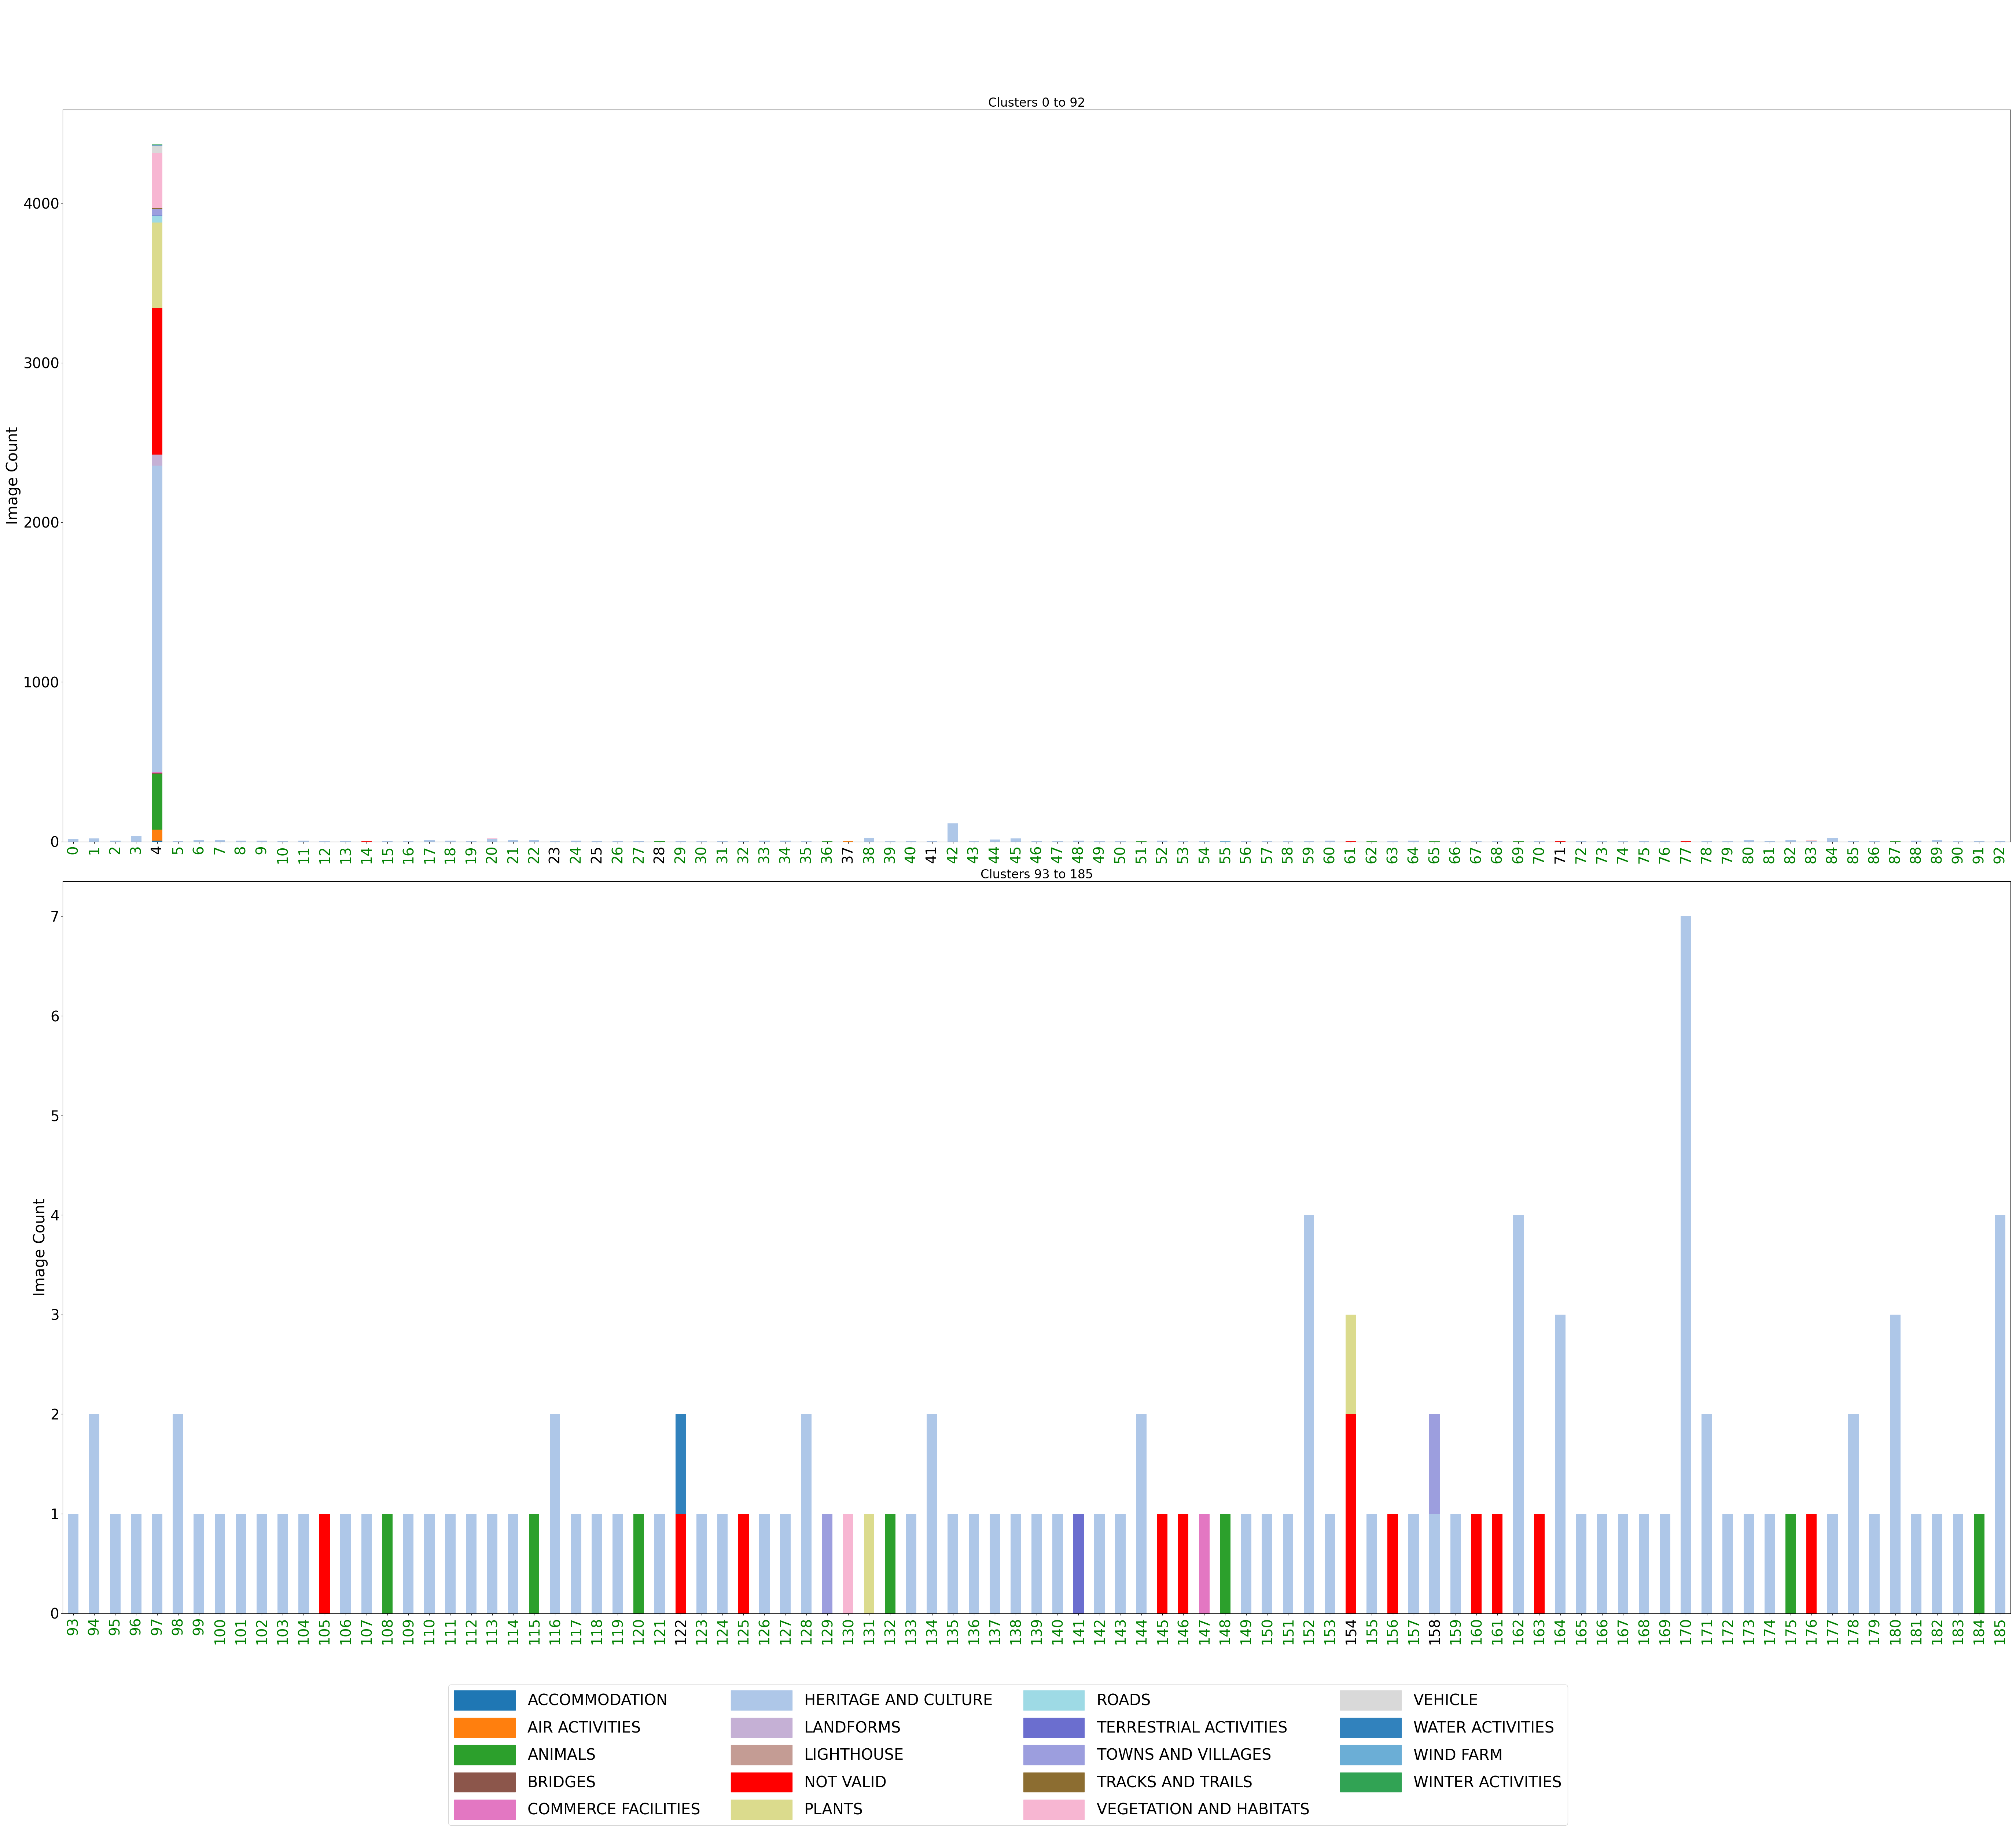 Clusters 0 to 92
Image Count
4000
3000
2000
1000
0
0 1 2 3 4 5 6 7 8 9 10 11 12 13 14 15 16 17 18 19 20 21 22 23 24 25 26 27 28 29 30 31 32 33 34 35 36 37 38 39 40 41 42 43 44 45 46 47 48 49 50 51 52 53 54 55 56 57 58 59 60 61 62 63 64 65 66 67 68 69 70 71 72 73 74 75 76 77 78 79 80 81 82 83 84 85 86 87 88 89 90 91 92
Clusters 93 to 185
Image Count
7
6
5
4
3
2
1
0
93 94 95 96 97 98 99 100 101 102 103 104 105 106 107 108 109 110 111 112 113 114 115 116 117 118 119 120 121 122 123 124 125 126 127 128 129 130 131 132 133 134 135 136 137 138 139 140 141 142 143 144 145 146 147 148 149 150 151 152 153 154 155 156 157 158 159 160 161 162 163 164 165 166 167 168 169 170 171 172 173 174 175 176 177 178 179 180 181 182 183 184 185
ACCOMMODATION
AIR ACTIVITIES
ANIMALS
BRIDGES
COMMERCE FACILITIES
HERITAGE AND CULTURE
LANDFORMS
LIGHTHOUSE
NOT VALID
PLANTS
ROADS
TERRESTRIAL ACTIVITIES
TOWNS AND VILLAGES
TRACKS AND TRAILS
VEGETATION AND HABITATS
VEHICLE
WATER ACTIVITIES
WIND FARM
WINTER ACTIVITIES